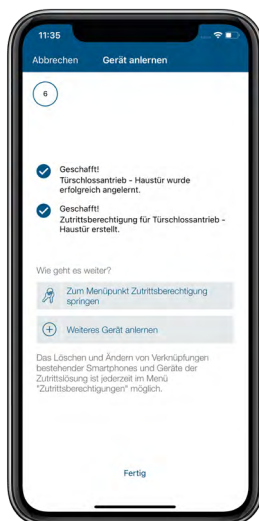 11:35
Abbrechen Gerät anlernen
6
Geschafft!
Türschlossantrieb - Haustür wurde
erfolgreich angelernt.
Geschafft!
Zutrittsberechtigung für Türschlossantrieb -
Haustür erstellt.
Wie geht es weiter?
Zum Menüpunkt Zutrittsberechtigung
springen
Weiteres Gerät anlernen
Das Löschen und Ändern von Verknüpfungen
bestehender Smartphones und Geräte der
Zutrittslösung ist jederzeit im Menü
"Zutrittsberechtigungen" möglich.
Fertig